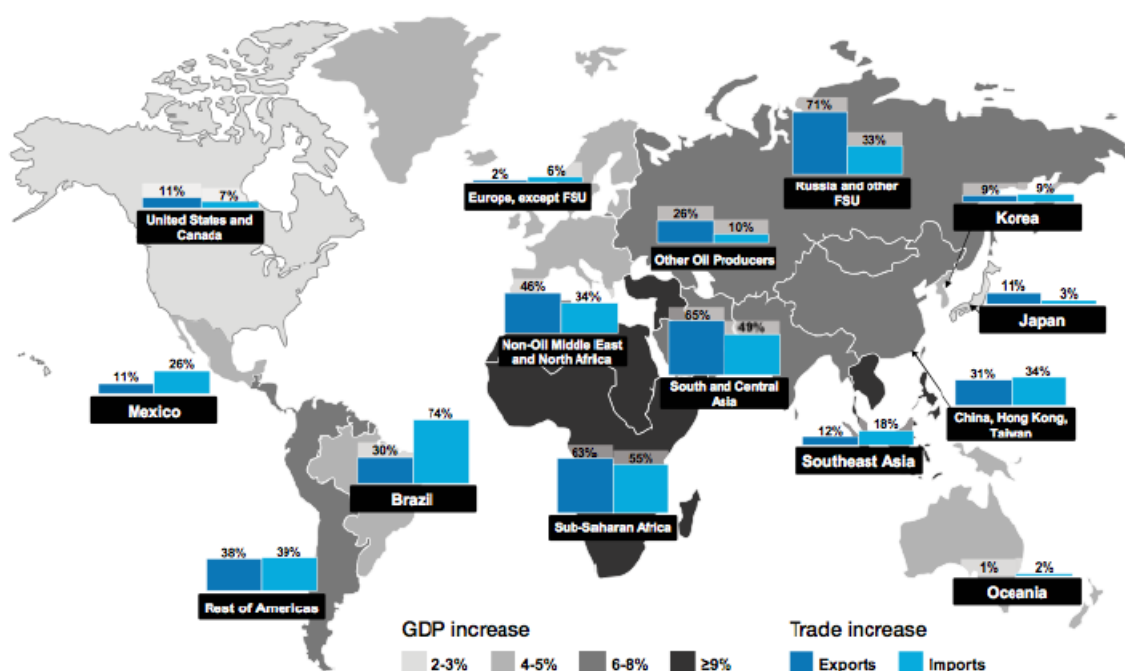 71%
33%
Russia and other
FSU
2% 6%
Europe, except FSU
11% 7%
United States and
Canada
9% 9%
Korea
26% 10%
Other Oil Producers
46% 34%
Non-Oil Middle East
and North Africa
65% 49%
South and Central
Asia
11% 3%
Japan
11% 26%
Mexico
31% 34%
China, Hong Kong,
Taiwan
30% 74%
Brazil
12% 18%
Southeast Asia
63% 55%
Sub-Saharan Africa
38% 39%
Rest of Americas
1% 2%
Oceania
GDP increase
2-3% 4-5% 6-8% ≥9%
Trade increase
Exports Imports